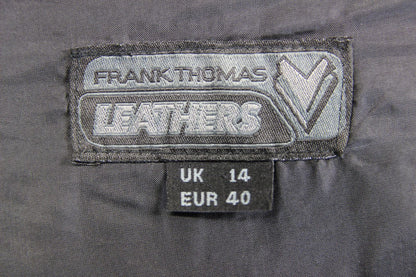 FRANK THOMAS
LEATHERS
UK 14
EUR 40